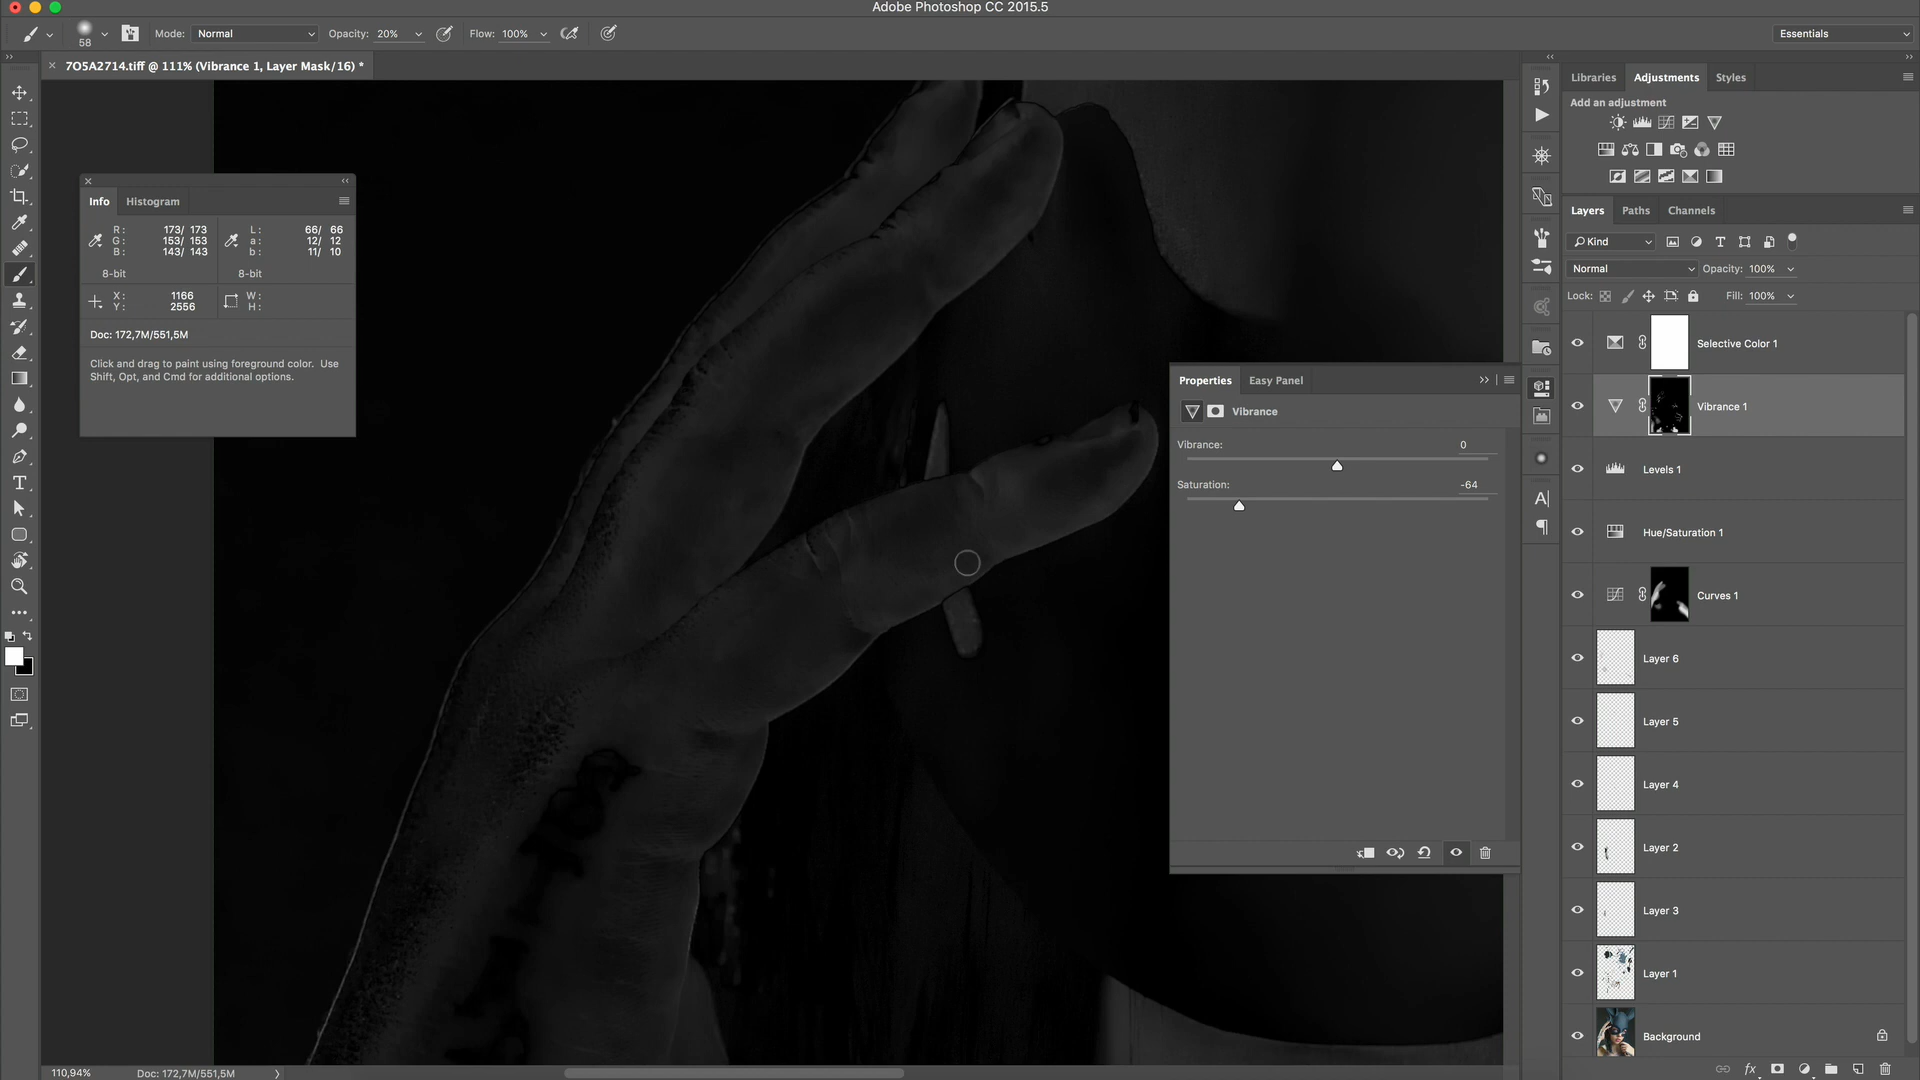 Adobe Photoshop CC 2015.5
58
Mode: Normal
Opacity: 20%
Flow: 100%
Essentials
7O5A2714.tiff @ 111% (Vibrance 1, Layer Mask/16) *
Info
Histogram
R: 173/ 173
G: 153/ 153
B: 143/ 143
L: 66/ 66
a: 12/ 12
b: 11/ 10
8-bit
8-bit
X: 1166
Y: 2556
W:
H:
Doc: 172,7M/551,5M
Click and drag to paint using foreground color. Use
Shift, Opt, and Cmd for additional options.
Properties
Easy Panel
Vibrance
Vibrance: 0
Saturation: -64
Libraries
Adjustments
Styles
Add an adjustment
Layers
Paths
Channels
Kind
Normal
Opacity: 100%
Lock:
Fill: 100%
Selective Color 1
Vibrance 1
Levels 1
Hue/Saturation 1
Curves 1
Layer 6
Layer 5
Layer 4
Layer 2
Layer 3
Layer 1
Background
fx
110,94%
Doc: 172,7M/551,5M